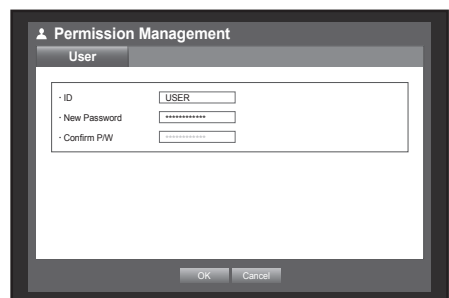 Permission Management
User
· ID USER
· New Password ************
· Confirm P/W ************
OK Cancel